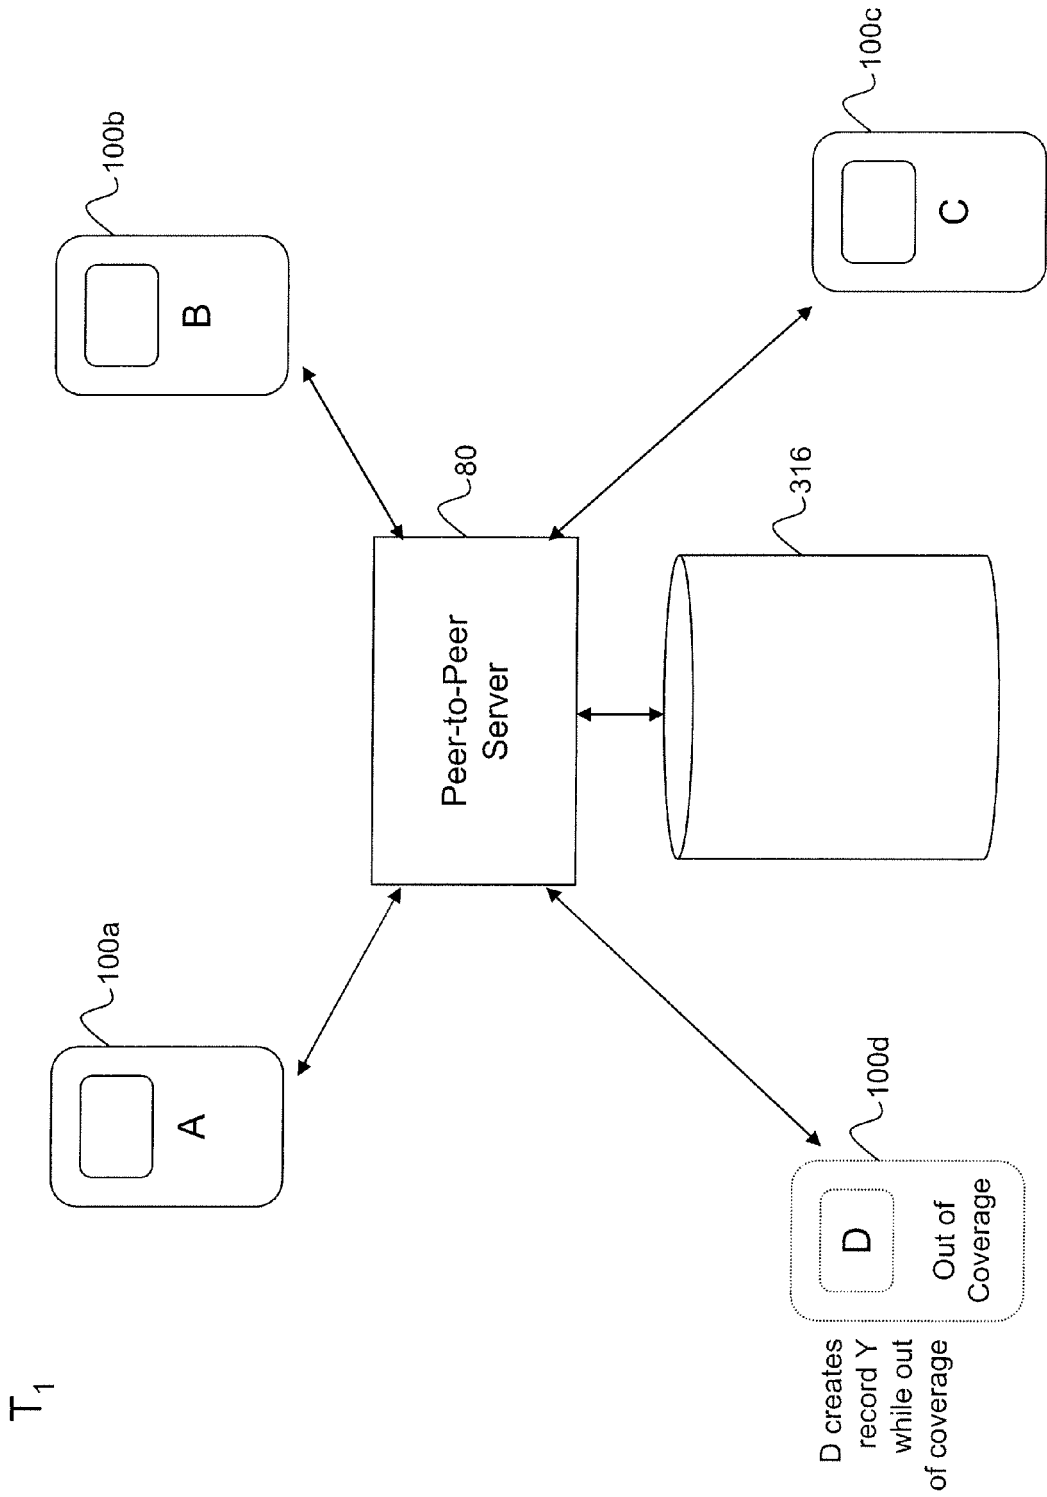 T1
100a
A
100b
B
Peer-to-Peer
Server
80
100d
D
Out of
Coverage
D creates
record Y
while out
of coverage
316
100c
C